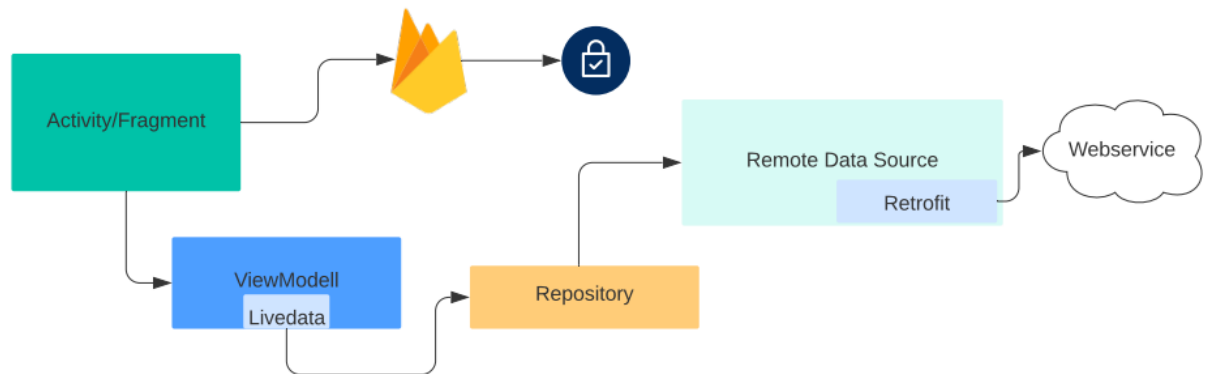 Activity/Fragment
Remote Data Source
Webservice
Retrofit
ViewModell
Livedata
Repository